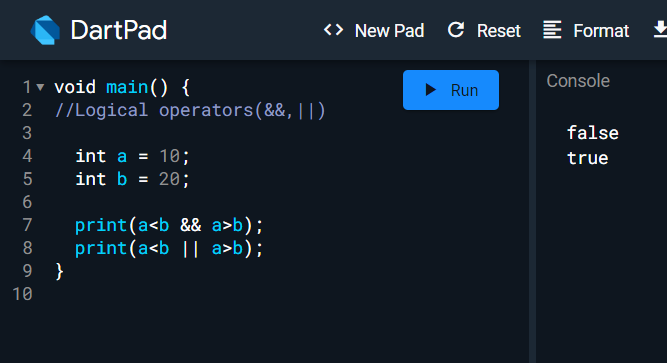 DartPad
<> New Pad Reset Format
1 void main() { Run
2 //Logical operators(&&,||)
3
4 int a = 10;
5 int b = 20;
6
7 print(a<b && a>b);
8 print(a<b || a>b);
9 }
10
Console
false
true